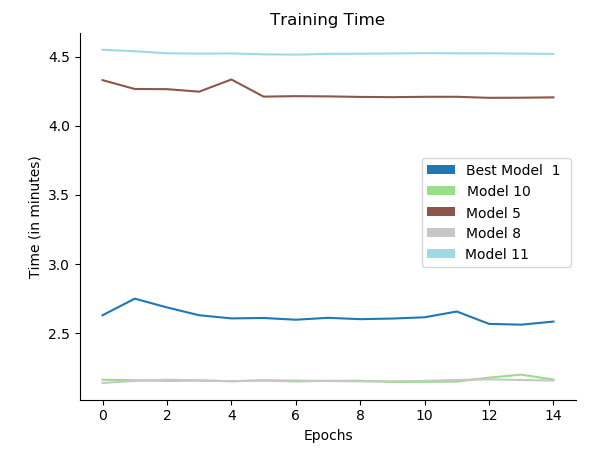 Training Time
4.5
4.0
3.5
3.0
2.5
Time (in minutes)
Best Model 1
Model 10
Model 5
Model 8
Model 11
0 2 4 6 8 10 12 14
Epochs